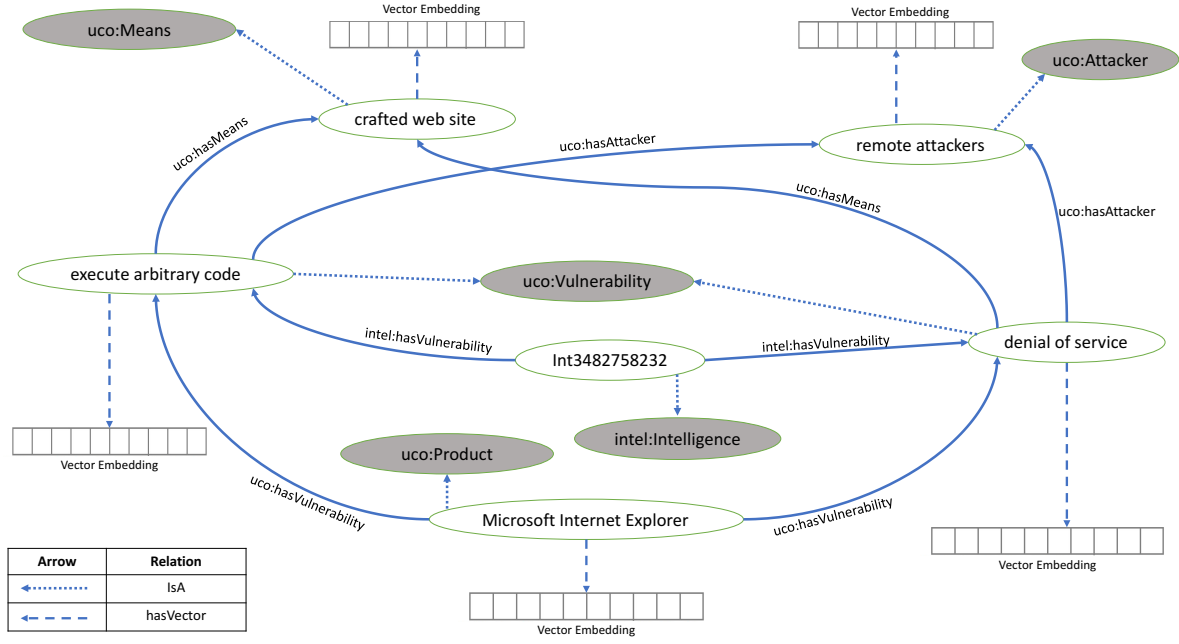 Vector Embedding
Vector Embedding
uco:Means
uco:Attacker
crafted web site
remote attackers
uco:hasMeans
uco:hasAttacker
uco:hasMeans
uco:hasAttacker
execute arbitrary code
uco:Vulnerability
intel:hasVulnerability
intel:hasVulnerability
denial of service
Int3482758232
intel:Intelligence
uco:Product
Vector Embedding
uco:hasVulnerability
uco:hasVulnerability
Microsoft Internet Explorer
Vector Embedding
Vector Embedding
Arrow Relation
IsA
hasVector